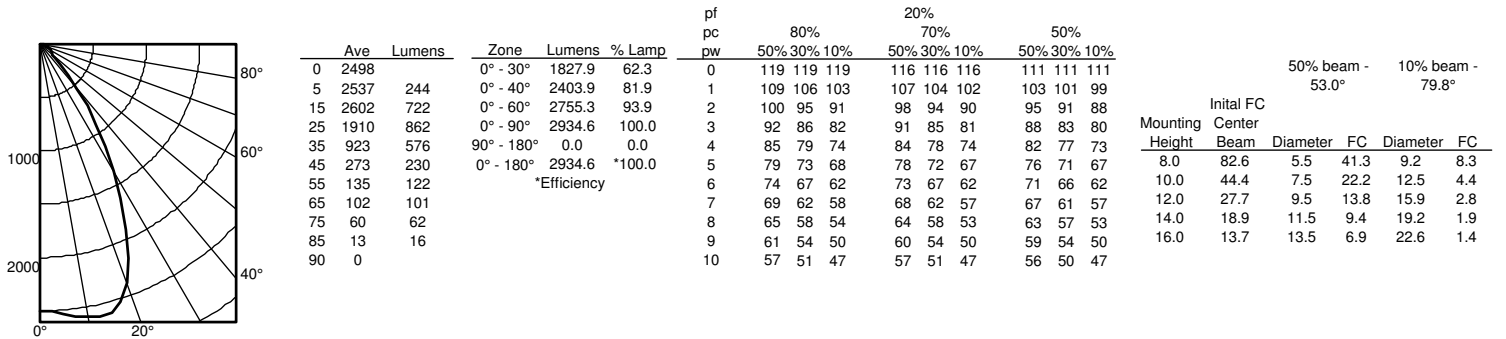 1000
2000
0°
20°
40°
60°
80°
Ave Lumens
0 2498
5 2537 244
15 2602 722
25 1910 862
35 923 576
45 273 230
55 135 122
65 102 101
75 60 62
85 13 16
90 0
Zone Lumens % Lamp
0° - 30° 1827.9 62.3
0° - 40° 2403.9 81.9
0° - 60° 2755.3 93.9
0° - 90° 2934.6 100.0
90° - 180° 0.0 0.0
0° - 180° 2934.6 *100.0
*Efficiency
pf 20%
pc 80% 70% 50%
pw 50% 30% 10% 50% 30% 10% 50% 30% 10%
0 119 119 119 116 116 116 111 111 111
1 109 106 103 107 104 102 103 101 99
2 100 95 91 98 94 90 95 91 88
3 92 86 82 91 85 81 88 83 80
4 85 79 74 84 78 74 82 77 73
5 79 73 68 78 72 67 76 71 67
6 74 67 62 73 67 62 71 66 62
7 69 62 58 68 62 57 67 61 57
8 65 58 54 64 58 53 63 57 53
9 61 54 50 60 54 50 59 54 50
10 57 51 47 57 51 47 56 50 47
50% beam - 10% beam -
53.0° 79.8°
Inital FC
Mounting Center
Height Beam Diameter FC Diameter FC
8.0 82.6 5.5 41.3 9.2 8.3
10.0 44.4 7.5 22.2 12.5 4.4
12.0 27.7 9.5 13.8 15.9 2.8
14.0 18.9 11.5 9.4 19.2 1.9
16.0 13.7 13.5 6.9 22.6 1.4